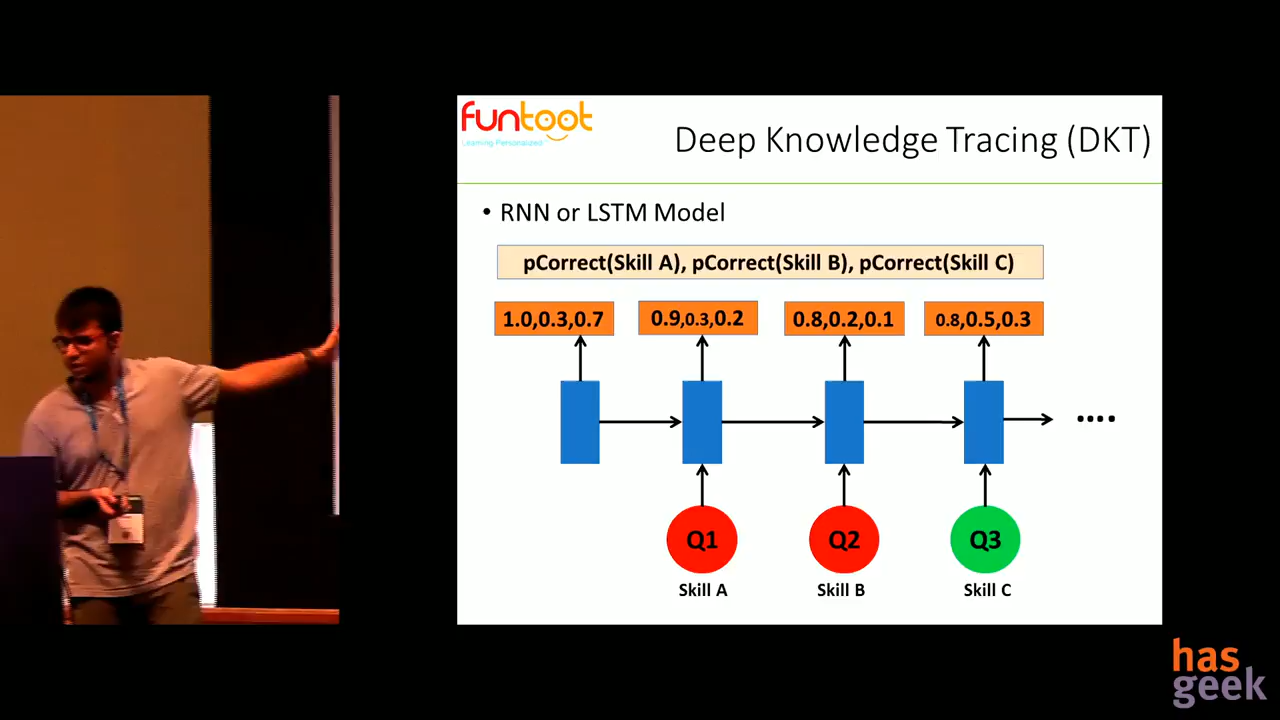 funtoot
Learning Personalized
Deep Knowledge Tracing (DKT)
• RNN or LSTM Model
pCorrect(Skill A), pCorrect(Skill B), pCorrect(Skill C)
1.0,0.3,0.7
0.9,0.3,0.2
0.8,0.2,0.1
0.8,0.5,0.3
....
Q1
Q2
Q3
Skill A
Skill B
Skill C
has
geek